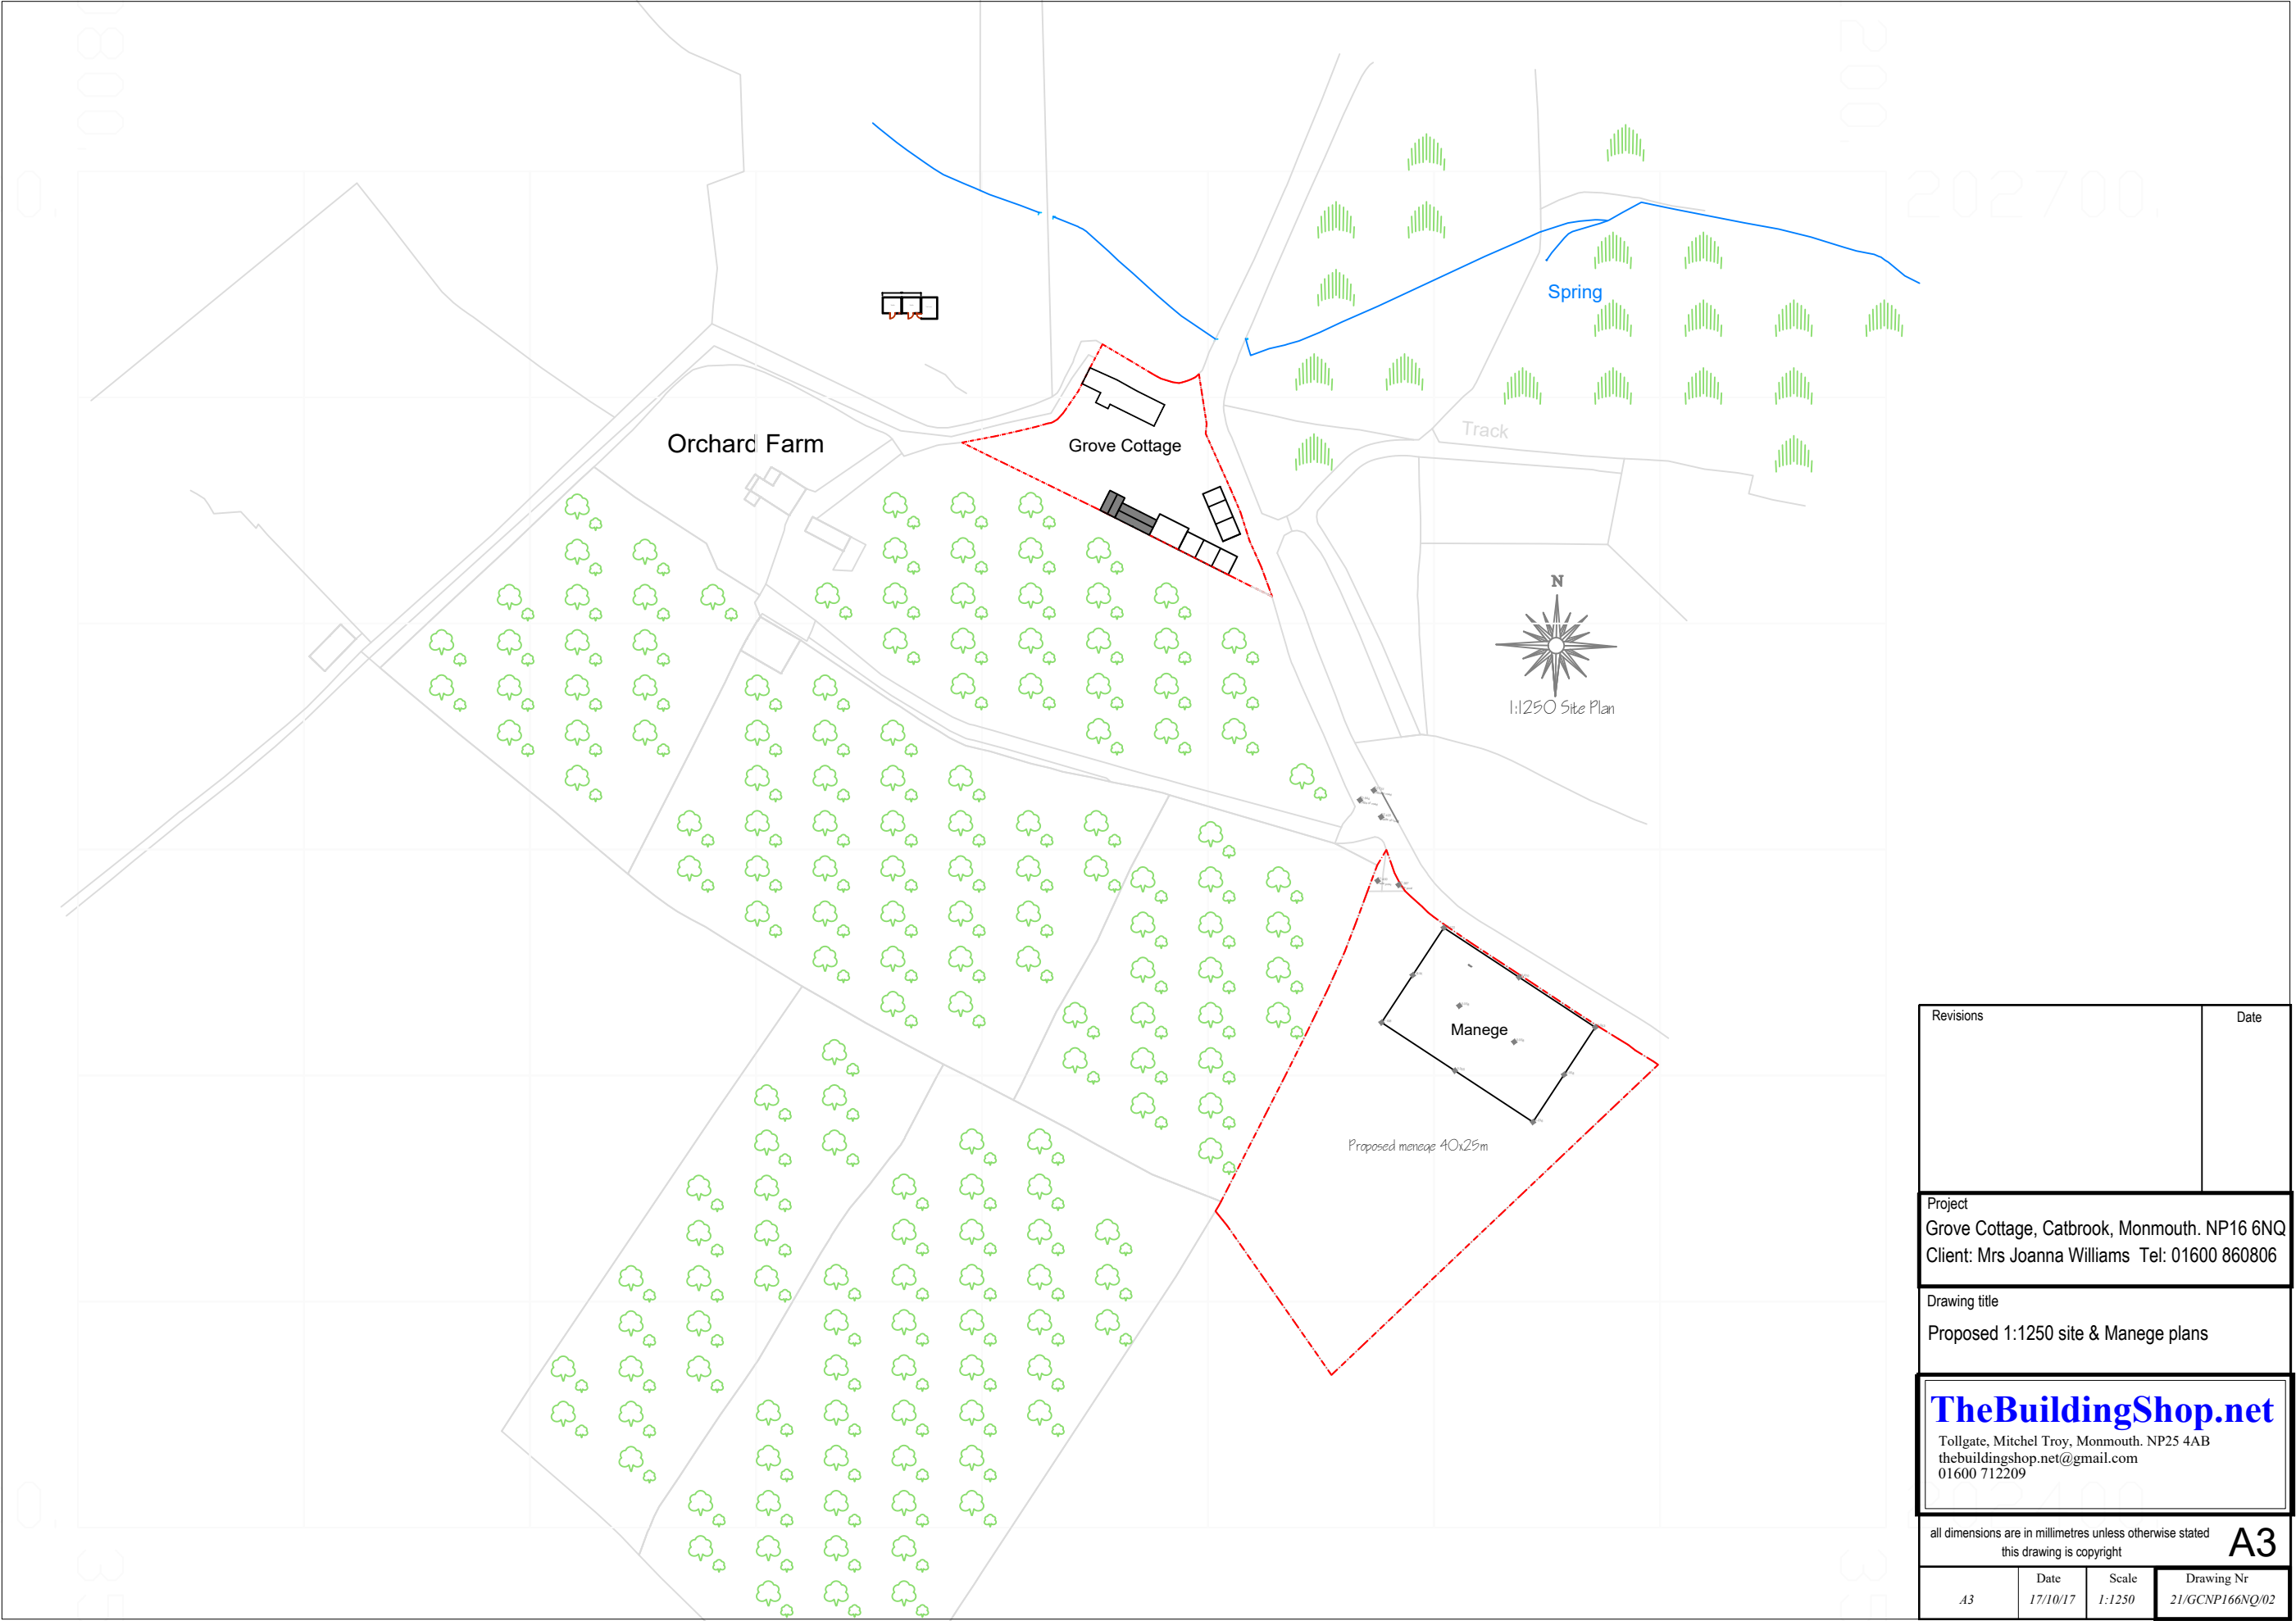 202700
Spring
Orchard Farm
Grove Cottage
Track
N
1:1250 Site Plan
Manege
Proposed menege 40x25m
Revisions
Date
Project
Grove Cottage, Catbrook, Monmouth. NP16 6NQ
Client: Mrs Joanna Williams  Tel: 01600 860806
Drawing title
Proposed 1:1250 site & Manege plans
TheBuildingShop.net
Tollgate, Mitchel Troy, Monmouth. NP25 4AB
thebuildingshop.net@gmail.com
01600 712209
all dimensions are in millimetres unless otherwise stated
this drawing is copyright
A3
A3
Date
17/10/17
Scale
1:1250
Drawing Nr
21/GCNP166NQ/02